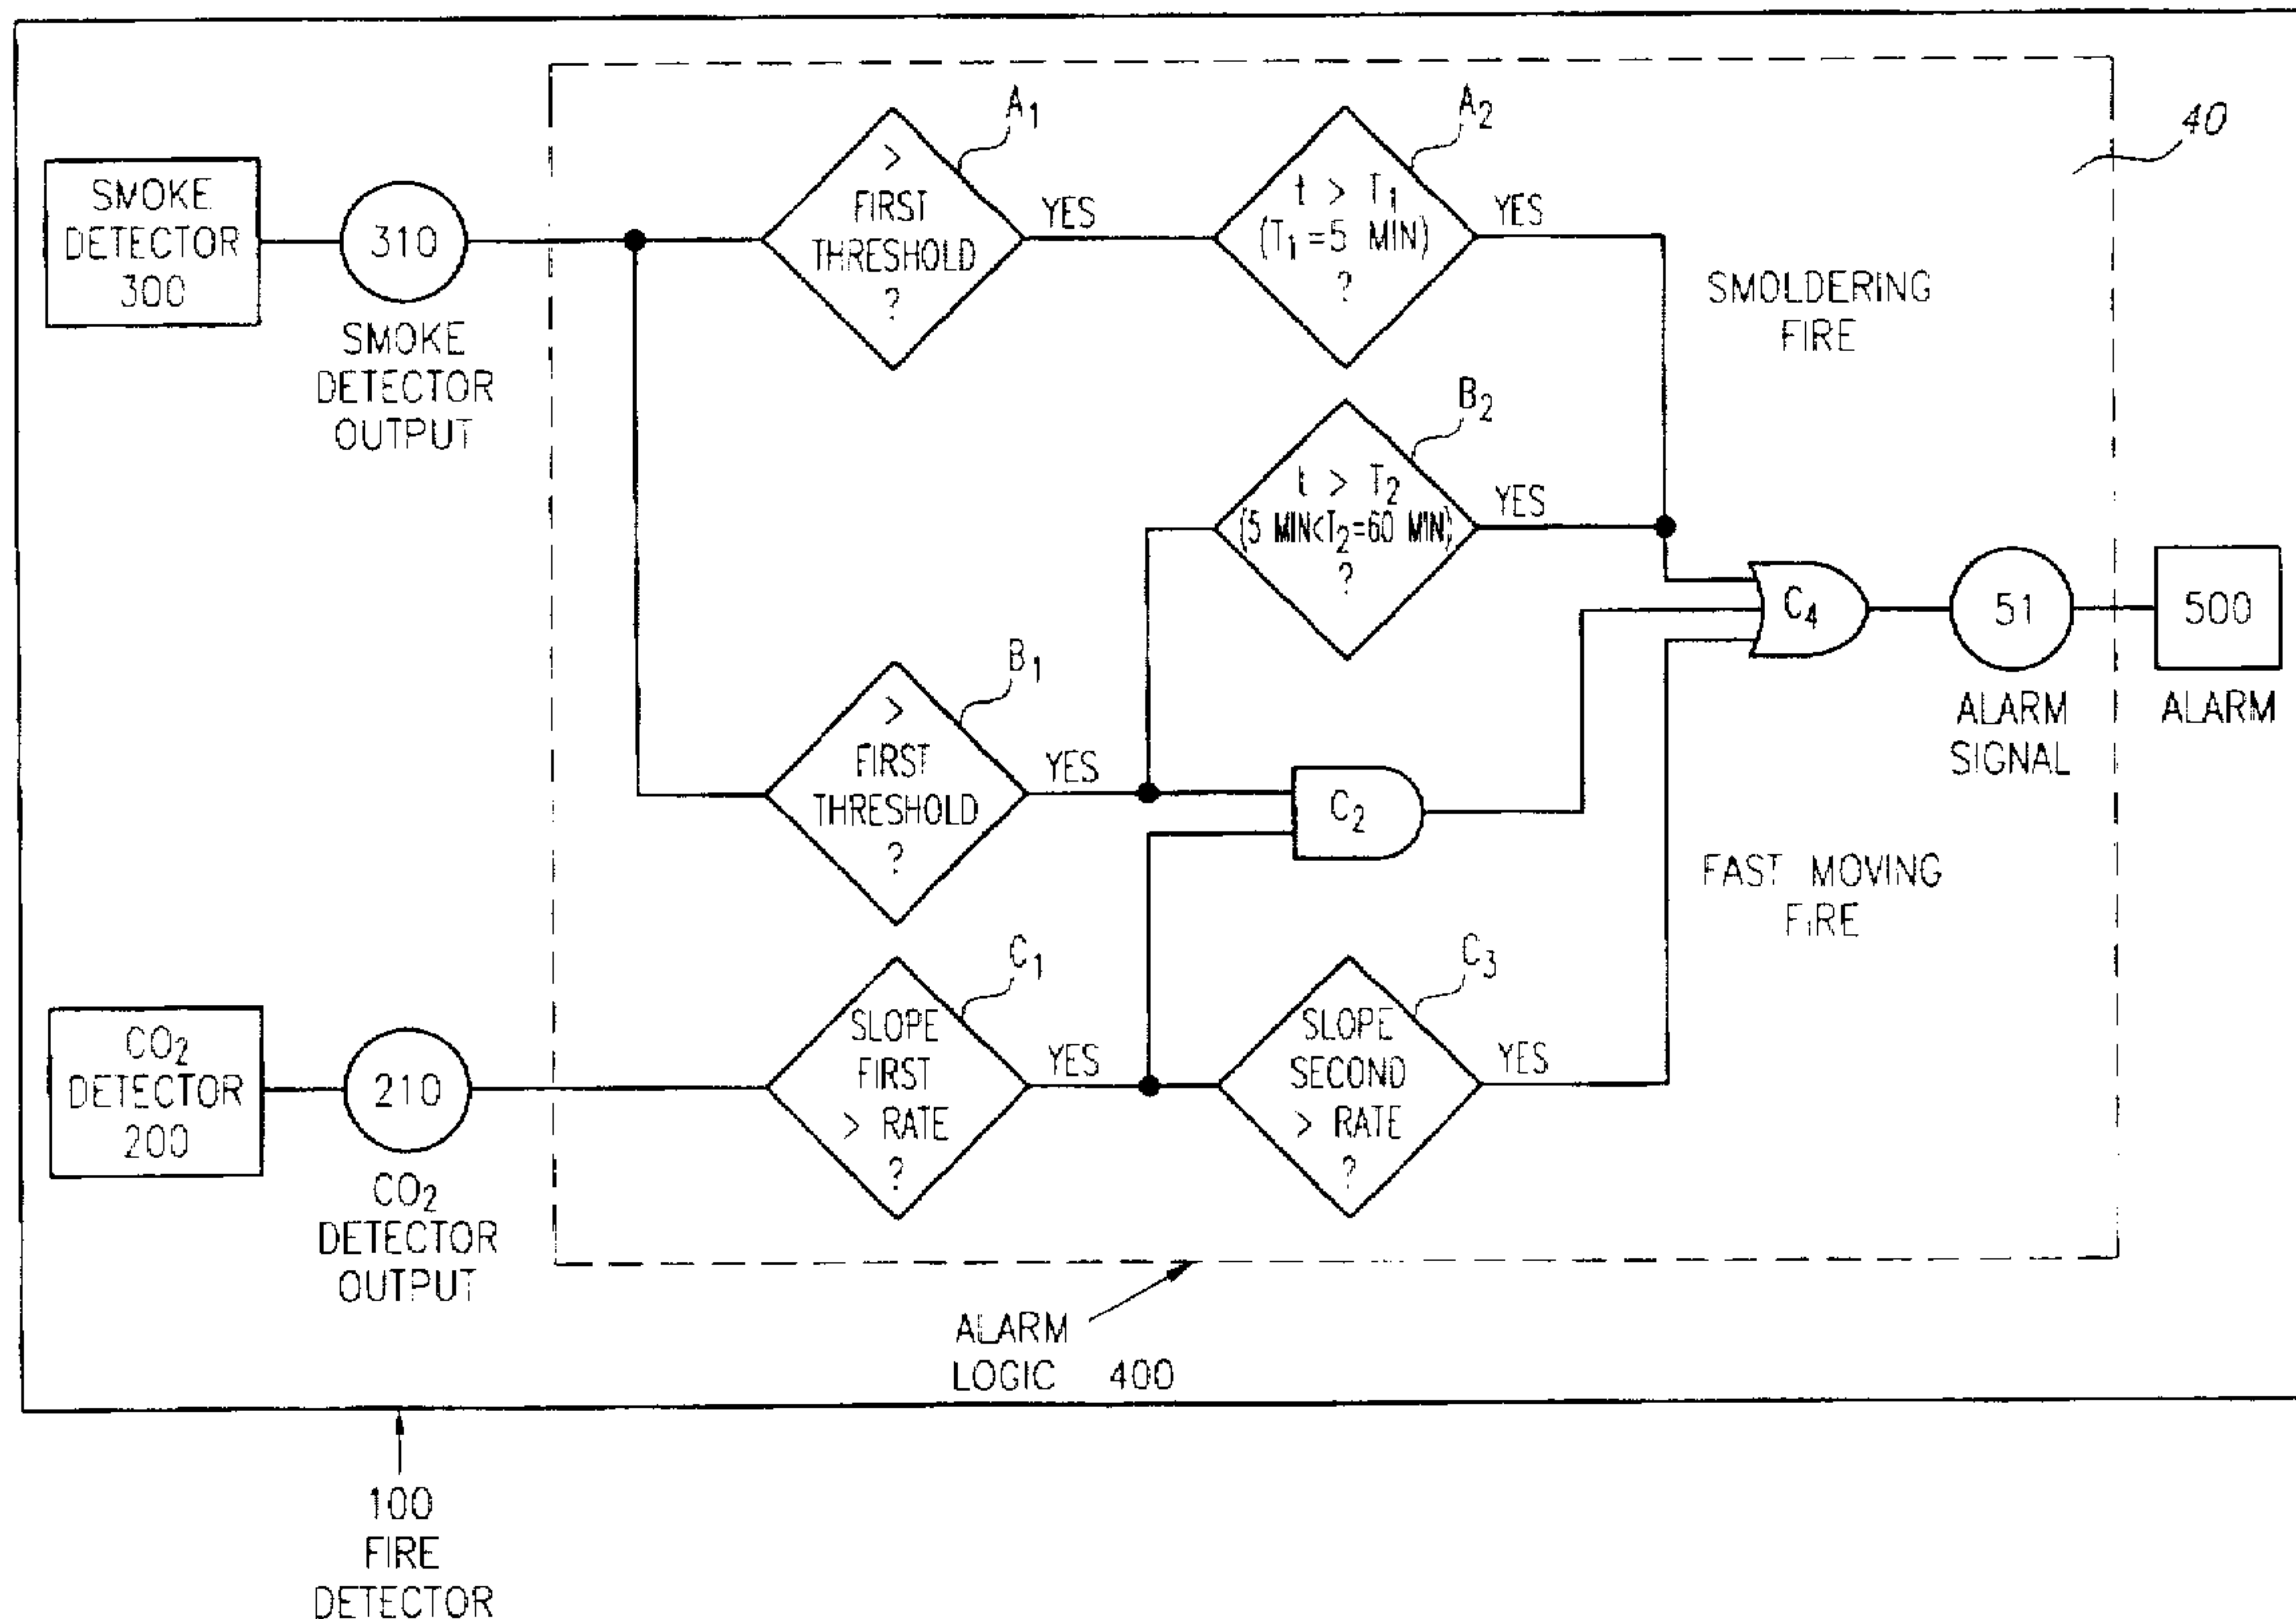 SMOKE
DETECTOR
300
310
SMOKE
DETECTOR
OUTPUT
A1
>
FIRST
THRESHOLD
?
YES
A2
t > T1
(T1=5 MIN)
?
YES
40
SMOLDERING
FIRE
B2
t > T2
(5 MIN<T2=60 MIN)
?
YES
B1
>
FIRST
THRESHOLD
?
YES
C2
C4
51
ALARM
SIGNAL
500
ALARM
FAST MOVING
FIRE
CO2
DETECTOR
200
210
CO2
DETECTOR
OUTPUT
C1
SLOPE
FIRST
> RATE
?
YES
C3
SLOPE
SECOND
> RATE
?
YES
ALARM
LOGIC 400
100
FIRE
DETECTOR